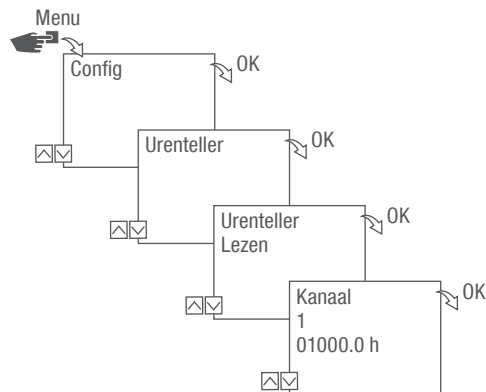 Menu
Config
OK
Urenteller
OK
Urenteller
Lezen
OK
Kanaal
1
01000.0 h
OK